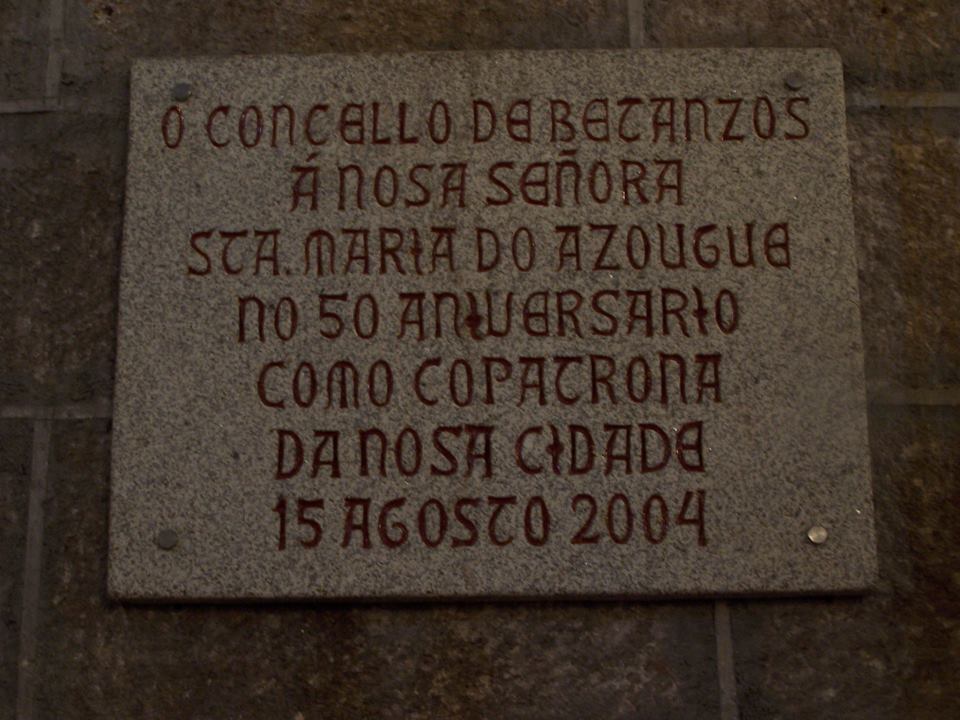 O CONCELLO DE BETANZOS
Á NOSA SEÑORA
STA. MARIA DO AZOUGUE
NO 50 ANIVERSARIO
COMO COPATRONA
DA NOSA CIDADE
15 AGOSTO 2004